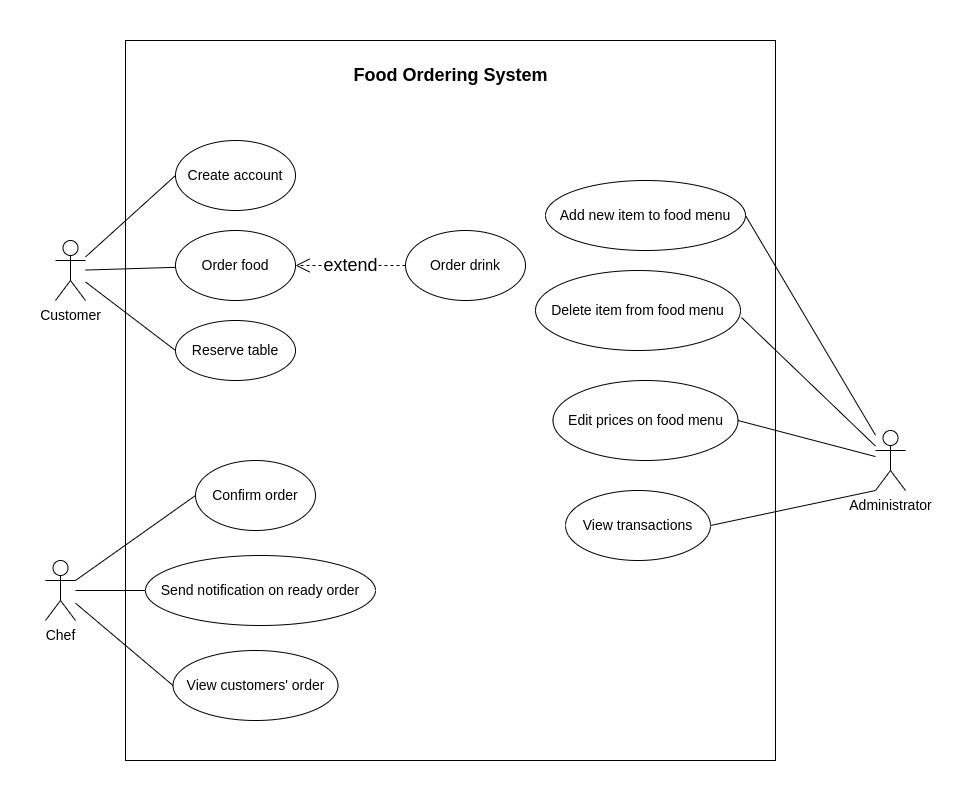 Food Ordering System
Create account
Add new item to food menu
Order food
extend
Order drink
Customer
Delete item from food menu
Reserve table
Edit prices on food menu
Confirm order
Administrator
View transactions
Send notification on ready order
Chef
View customers' order